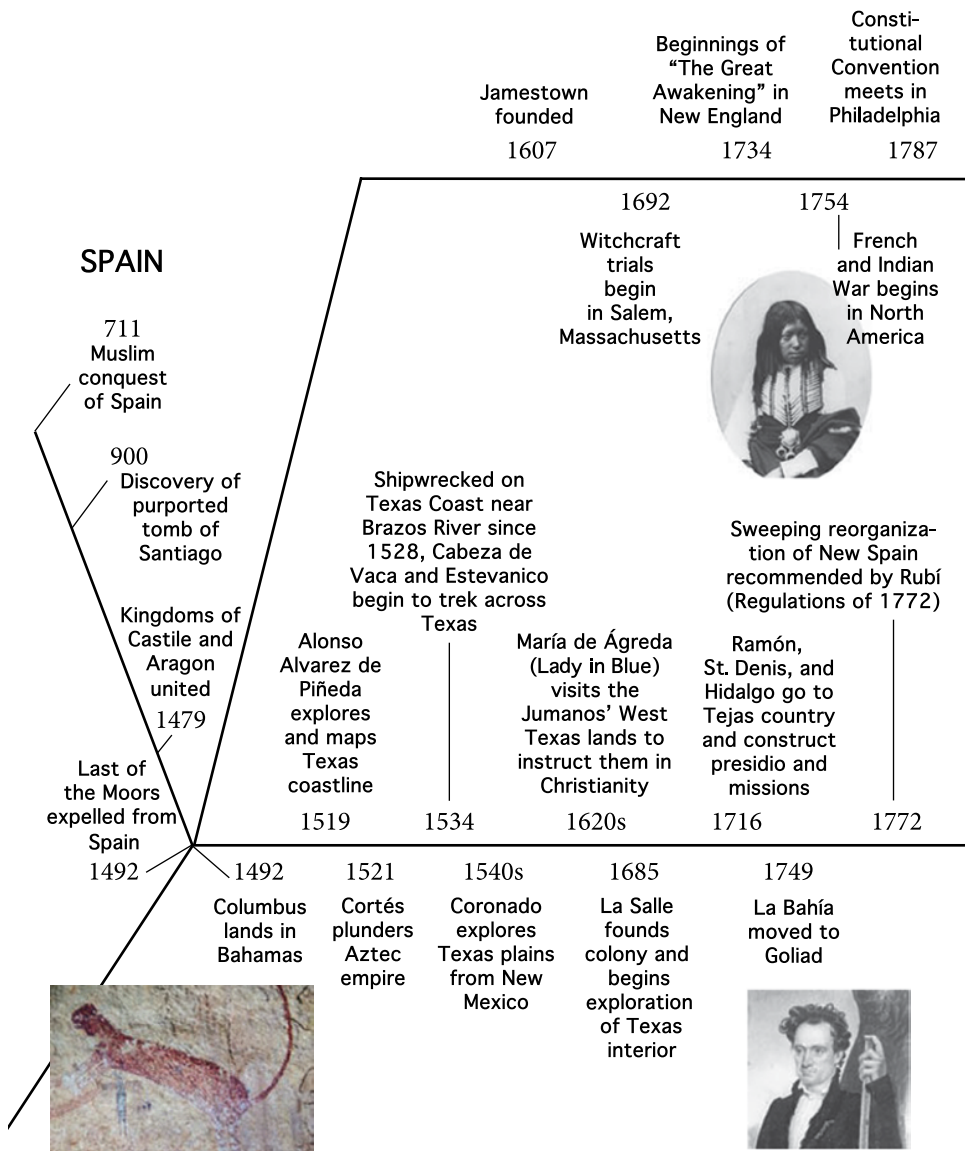 Jamestown
founded
1607
Beginnings of
“The Great
Awakening” in
New England
1734
Consti-
tutional
Convention
meets in
Philadelphia
1787
1692
Witchcraft
trials
begin
in Salem,
Massachusetts
1754
French
and Indian
War begins
in North
America
SPAIN
711
Muslim
conquest
of Spain
900
Discovery of
purported
tomb of
Santiago
Kingdoms of
Castile and
Aragon
united
1479
Last of
the Moors
expelled from
Spain
1492
1492
Columbus
lands in
Bahamas
Alonso
Alvarez de
Piñeda
explores
and maps
Texas
coastline
1519
1521
Cortés
plunders
Aztec
empire
Shipwrecked on
Texas Coast near
Brazos River since
1528, Cabeza de
Vaca and Estevanico
begin to trek across
Texas
1534
1540s
Coronado
explores
Texas plains
from New
Mexico
María de Ágreda
(Lady in Blue)
visits the
Jumanos’ West
Texas lands to
instruct them in
Christianity
1620s
1685
La Salle
founds
colony and
begins
exploration
of Texas
interior
Ramón,
St. Denis, and
Hidalgo go to
Tejas country
and construct
presidio and
missions
1716
1749
La Bahía
moved to
Goliad
Sweeping reorganiza-
tion of New Spain
recommended by Rubí
(Regulations of 1772)
1772